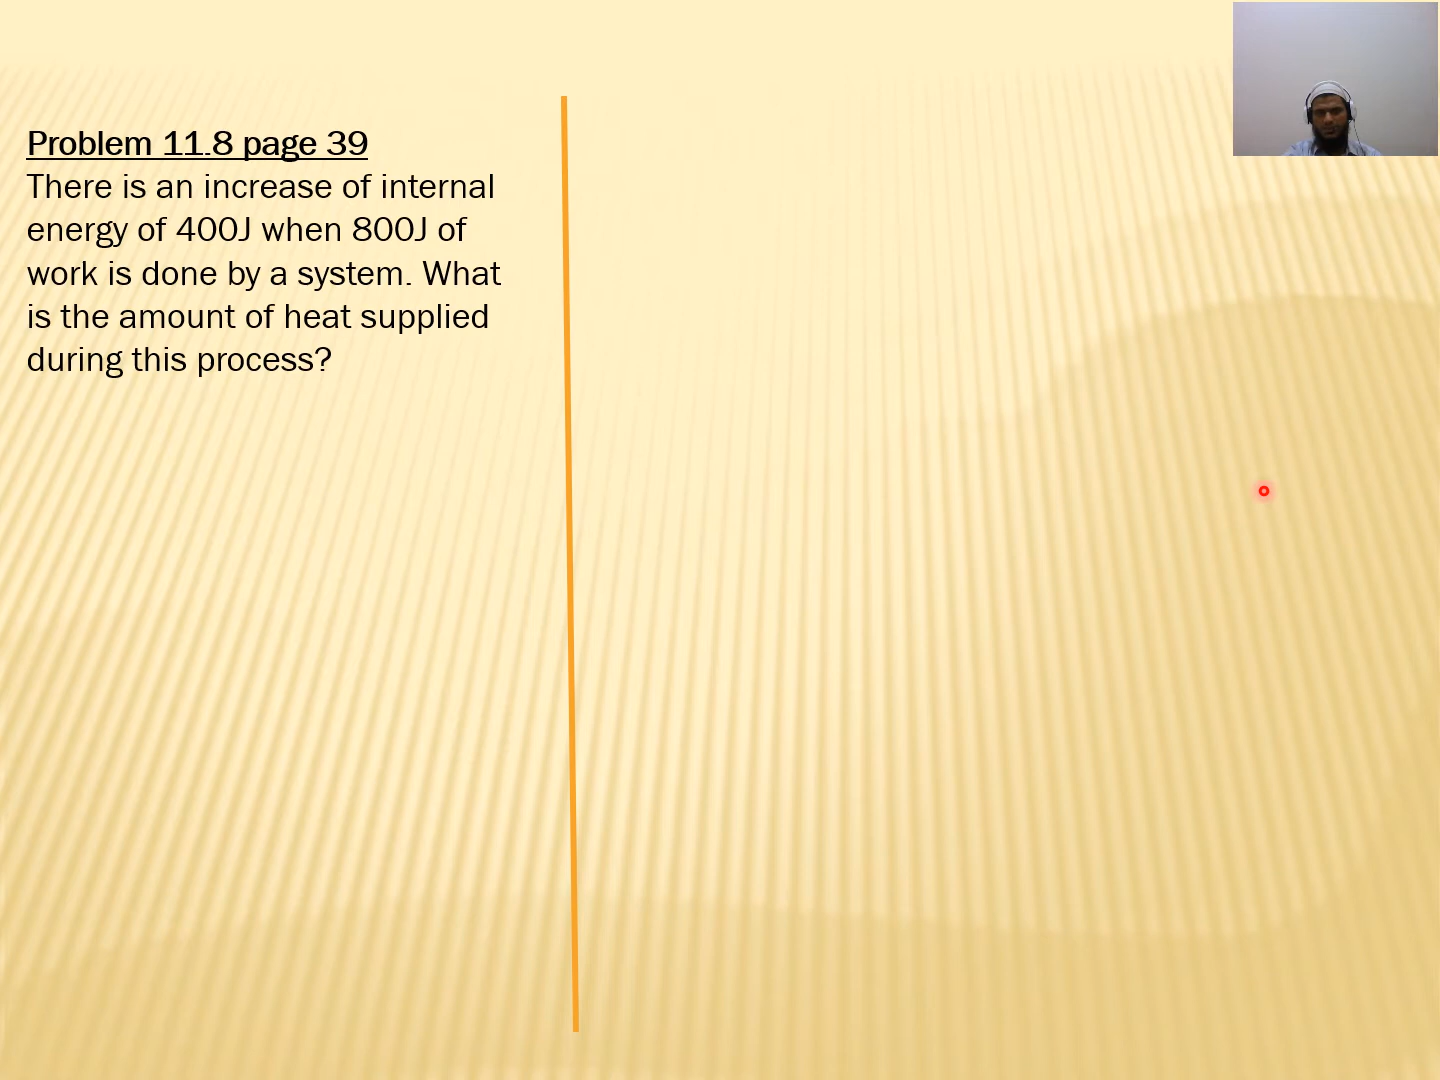 Problem 11.8 page 39
There is an increase of internal
energy of 400J when 800J of
work is done by a system. What
is the amount of heat supplied
during this process?